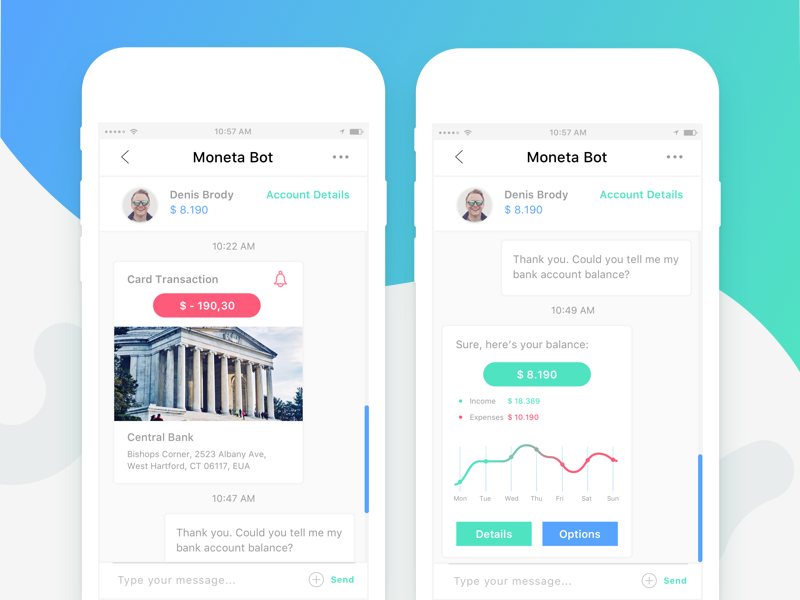 10:57 AM
Moneta Bot
Denis Brody
$ 8.190
Account Details
10:22 AM
Card Transaction
$ - 190,30
Central Bank
Bishops Corner, 2523 Albany Ave,
West Hartford, CT 06117, EUA
10:47 AM
Thank you. Could you tell me my
bank account balance?
Type your message...
Send
10:57 AM
Moneta Bot
Denis Brody
$ 8.190
Account Details
Thank you. Could you tell me my
bank account balance?
10:49 AM
Sure, here's your balance:
$ 8.190
Income $ 18.389
Expenses $ 10.190
Mon Tue Wed Thu Fri Sat Sun
Details Options
Type your message...
Send